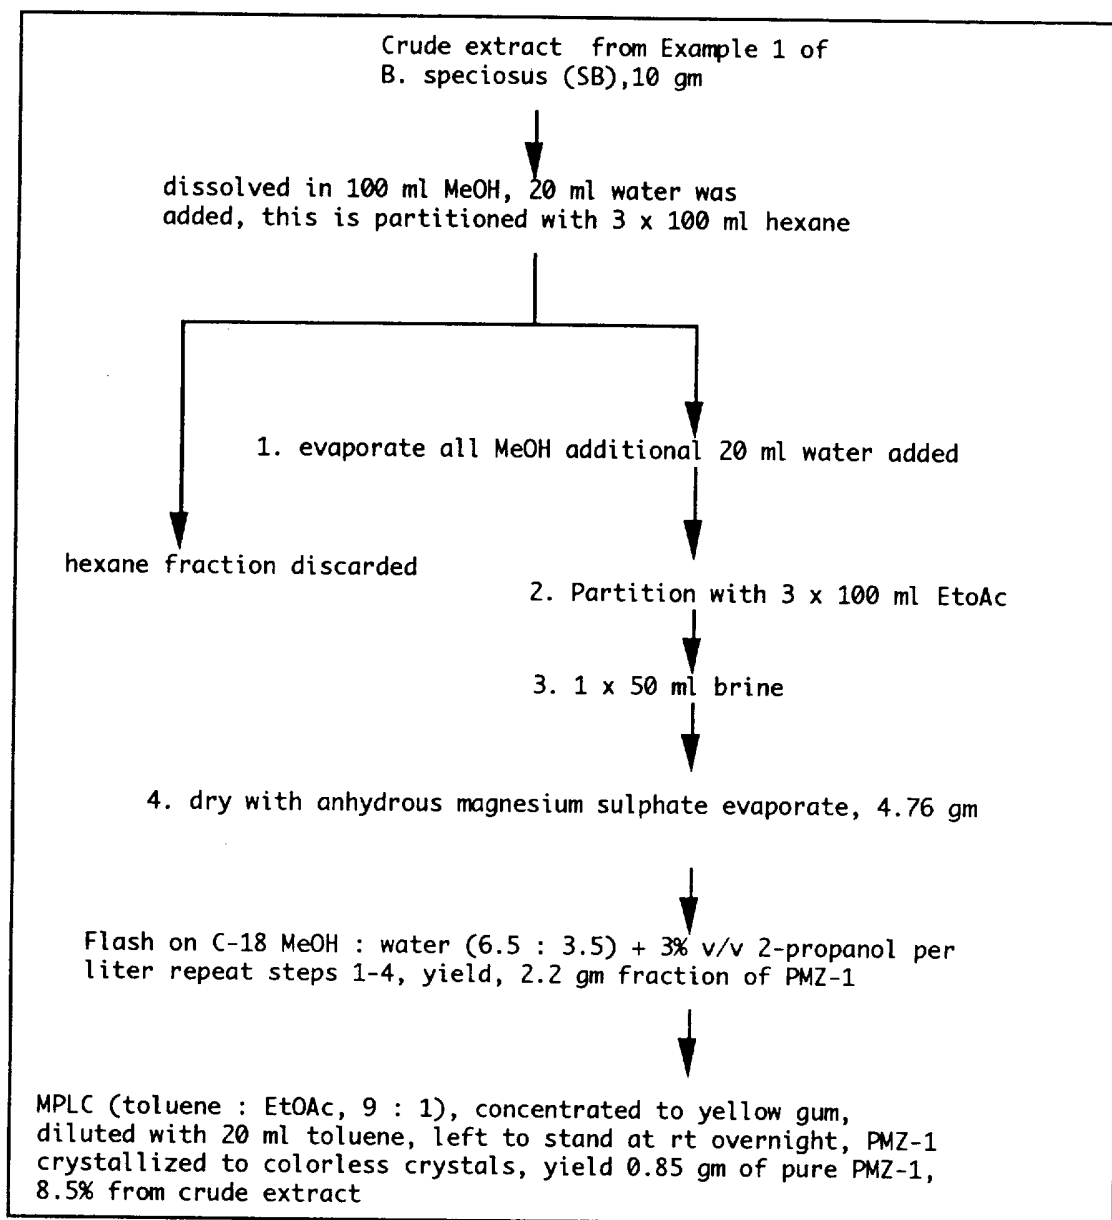 Crude extract from Example 1 of
B. speciosus (SB),10 gm
dissolved in 100 ml MeOH, 20 ml water was
added, this is partitioned with 3 x 100 ml hexane
1. evaporate all MeOH additional 20 ml water added
hexane fraction discarded
2. Partition with 3 x 100 ml EtoAc
3. 1 x 50 ml brine
4. dry with anhydrous magnesium sulphate evaporate, 4.76 gm
Flash on C-18 MeOH : water (6.5 : 3.5) + 3% v/v 2-propanol per
liter repeat steps 1-4, yield, 2.2 gm fraction of PMZ-1
MPLC (toluene : EtOAc, 9 : 1), concentrated to yellow gum,
diluted with 20 ml toluene, left to stand at rt overnight, PMZ-1
crystallized to colorless crystals, yield 0.85 gm of pure PMZ-1,
8.5% from crude extract